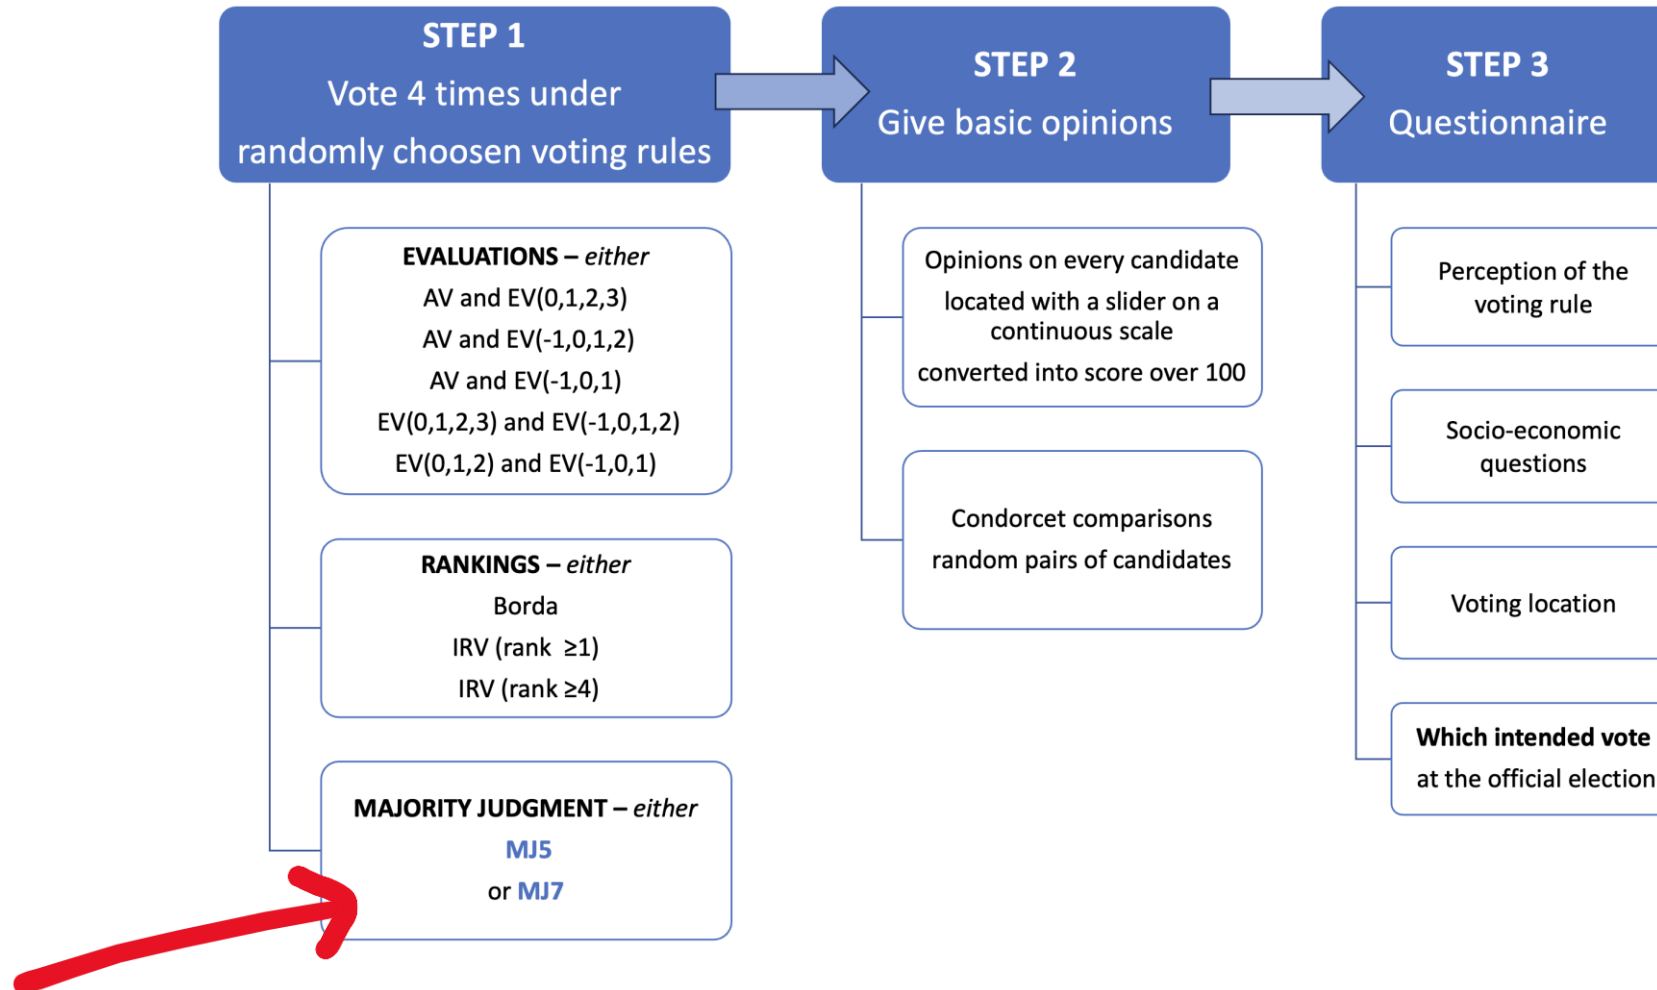 STEP 1
Vote 4 times under
randomly choosen voting rules
EVALUATIONS – either
AV and EV(0,1,2,3)
AV and EV(-1,0,1,2)
AV and EV(-1,0,1)
EV(0,1,2,3) and EV(-1,0,1,2)
EV(0,1,2) and EV(-1,0,1)
RANKINGS – either
Borda
IRV (rank ≥1)
IRV (rank ≥4)
MAJORITY JUDGMENT – either
MJ5
or MJ7
STEP 2
Give basic opinions
Opinions on every candidate
located with a slider on a
continuous scale
converted into score over 100
Condorcet comparisons
random pairs of candidates
STEP 3
Questionnaire
Perception of the
voting rule
Socio-economic
questions
Voting location
Which intended vote
at the official election